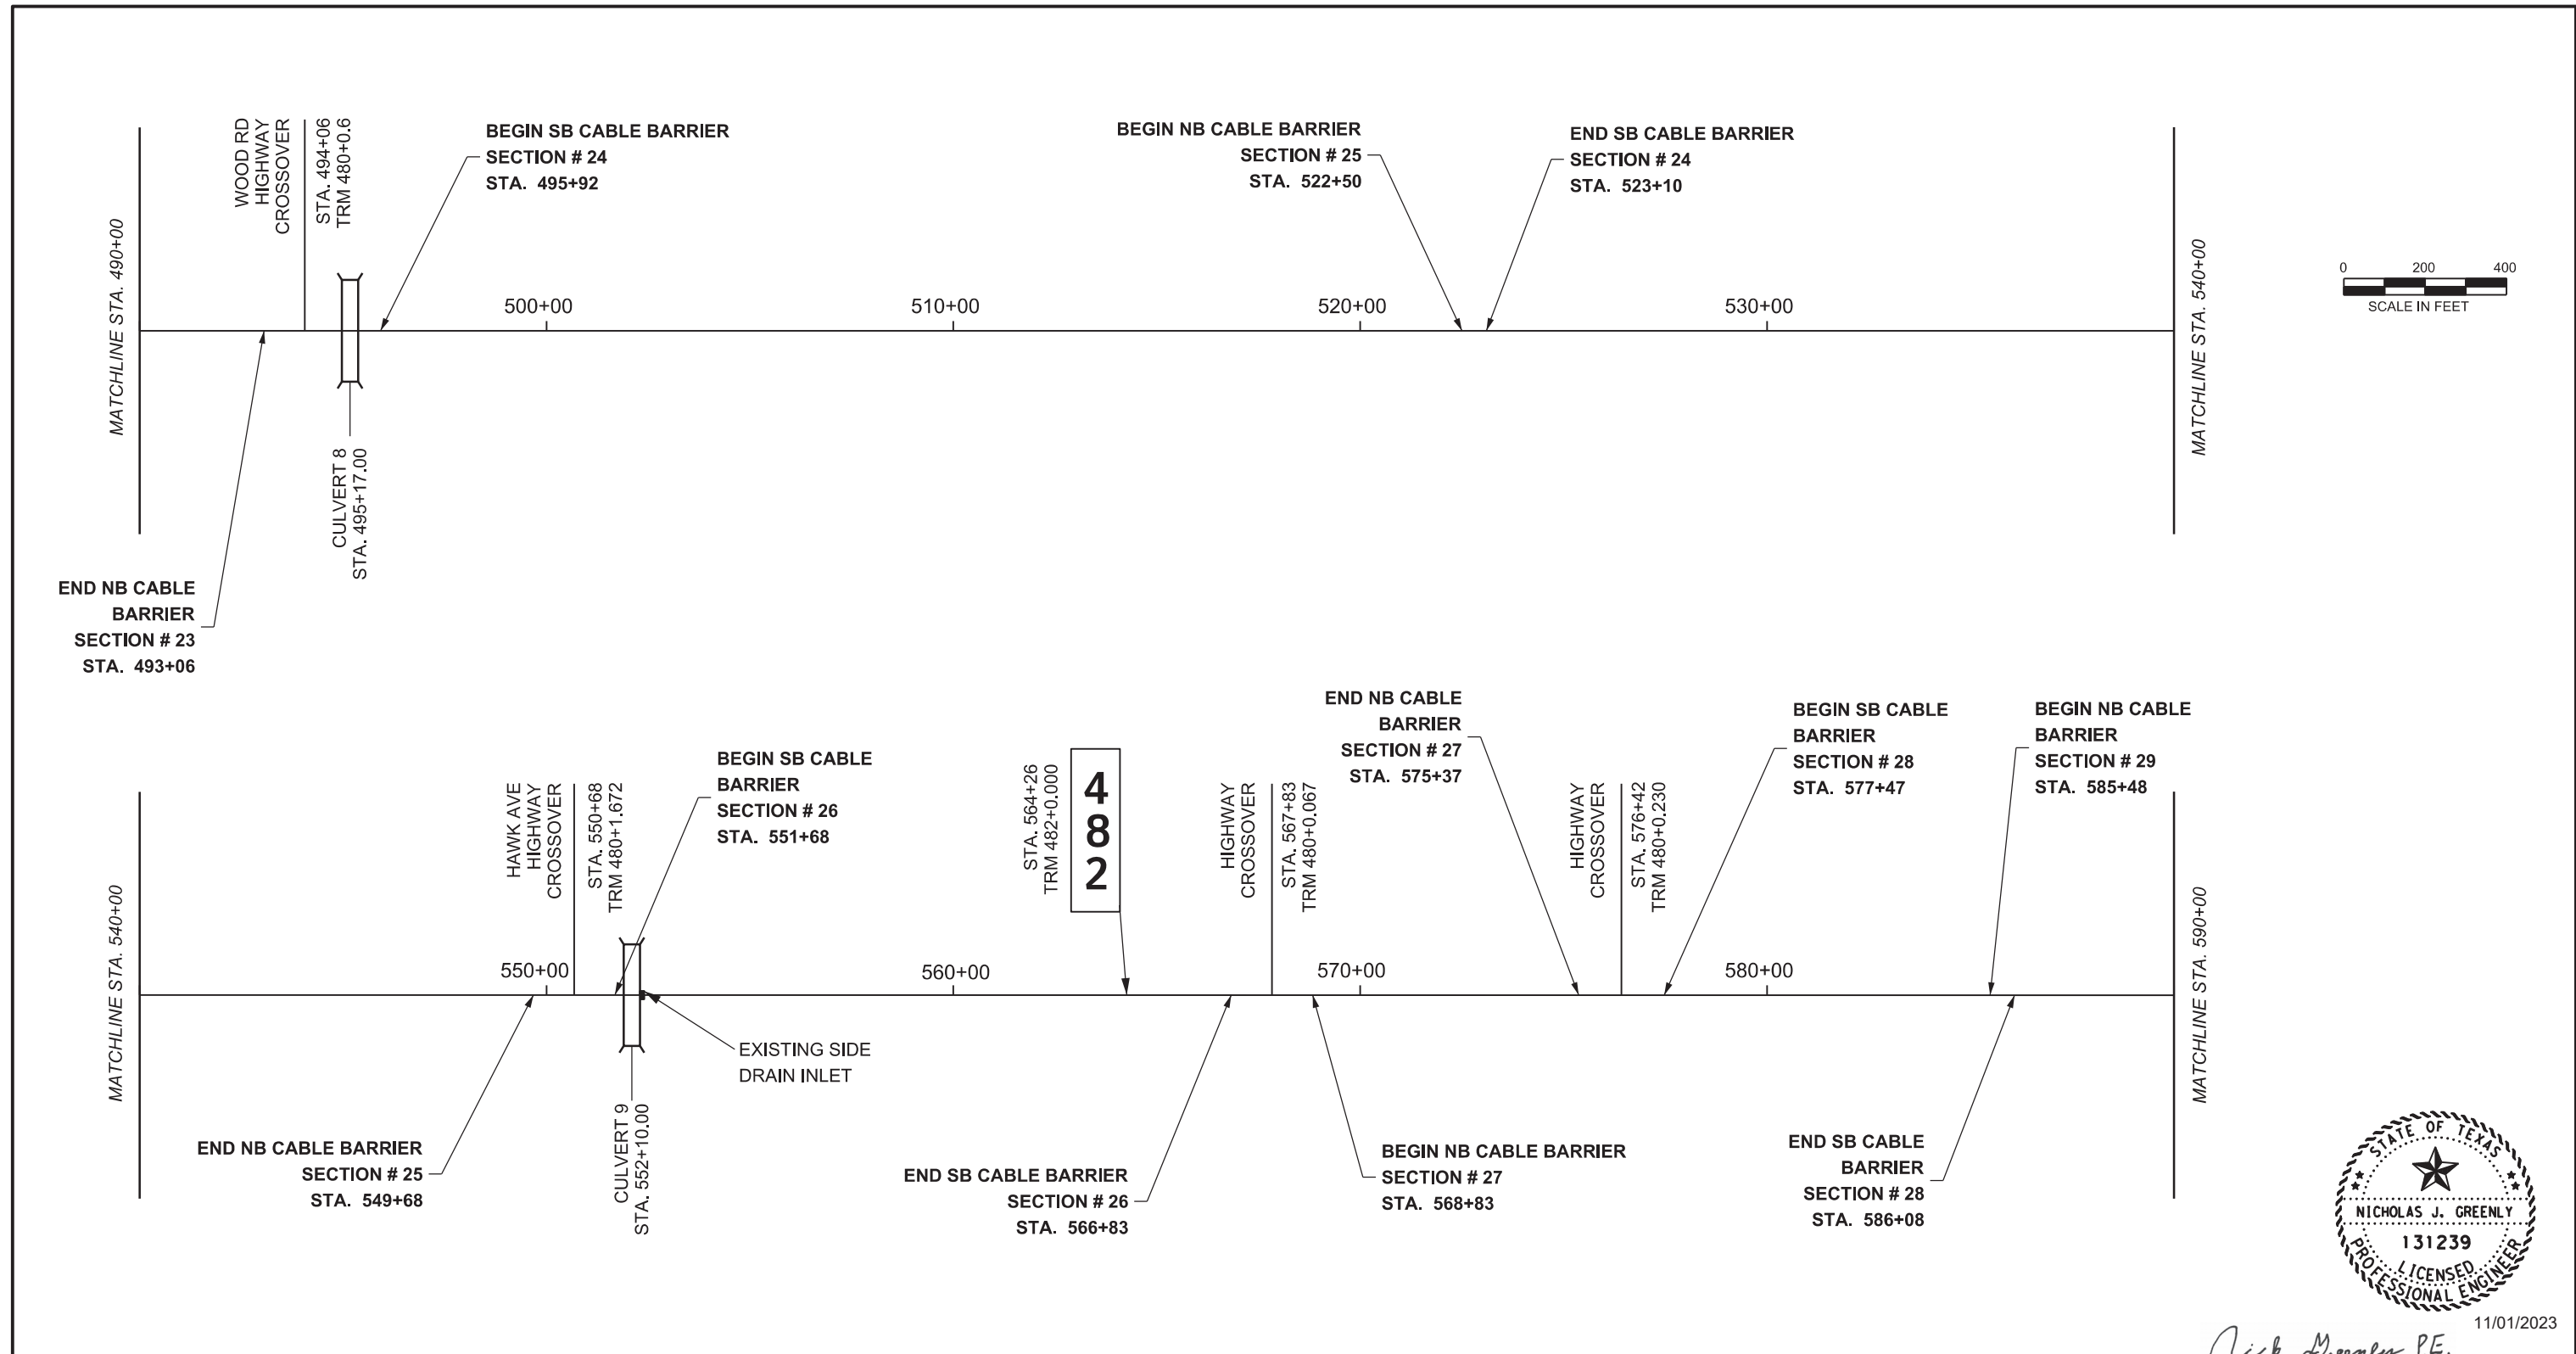 WOOD RD
HIGHWAY
CROSSOVER
STA. 494+06
TRM 480+0.6
BEGIN SB CABLE BARRIER
SECTION # 24
STA. 495+92
BEGIN NB CABLE BARRIER
SECTION # 25
STA. 522+50
END SB CABLE BARRIER
SECTION # 24
STA. 523+10
MATCHLINE STA. 490+00
500+00
510+00
520+00
530+00
MATCHLINE STA. 540+00
0 200 400
SCALE IN FEET
CULVERT 8
STA. 495+17.00
END NB CABLE
BARRIER
SECTION # 23
STA. 493+06
HAWK AVE
HIGHWAY
CROSSOVER
STA. 550+68
TRM 480+1.672
BEGIN SB CABLE
BARRIER
SECTION # 26
STA. 551+68
STA. 564+26
TRM 482+0.000
4
8
2
HIGHWAY
CROSSOVER
STA. 567+83
TRM 480+0.067
END NB CABLE
BARRIER
SECTION # 27
STA. 575+37
HIGHWAY
CROSSOVER
STA. 576+42
TRM 480+0.230
BEGIN SB CABLE
BARRIER
SECTION # 28
STA. 577+47
BEGIN NB CABLE
BARRIER
SECTION # 29
STA. 585+48
MATCHLINE STA. 540+00
550+00
560+00
570+00
580+00
MATCHLINE STA. 590+00
EXISTING SIDE
DRAIN INLET
CULVERT 9
STA. 552+10.00
END NB CABLE BARRIER
SECTION # 25
STA. 549+68
END SB CABLE BARRIER
SECTION # 26
STA. 566+83
BEGIN NB CABLE BARRIER
SECTION # 27
STA. 568+83
END SB CABLE
BARRIER
SECTION # 28
STA. 586+08
STATE OF TEXAS
NICHOLAS J. GREENLY
131239
LICENSED
PROFESSIONAL ENGINEER
11/01/2023
Nick Greenly PE.